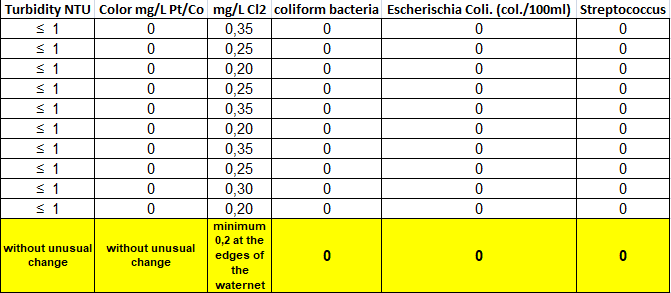 Turbidity NTU Color mg/L Pt/Co mg/L Cl2 coliform bacteria Escherischia Coli. (col./100ml) Streptococcus
≤ 1 0 0,35 0 0 0
≤ 1 0 0,25 0 0 0
≤ 1 0 0,20 0 0 0
≤ 1 0 0,25 0 0 0
≤ 1 0 0,35 0 0 0
≤ 1 0 0,20 0 0 0
≤ 1 0 0,35 0 0 0
≤ 1 0 0,25 0 0 0
≤ 1 0 0,30 0 0 0
≤ 1 0 0,20 0 0 0
without unusual
change
without unusual
change
minimum
0,2 at the
edges of
the
waternet
0 0 0